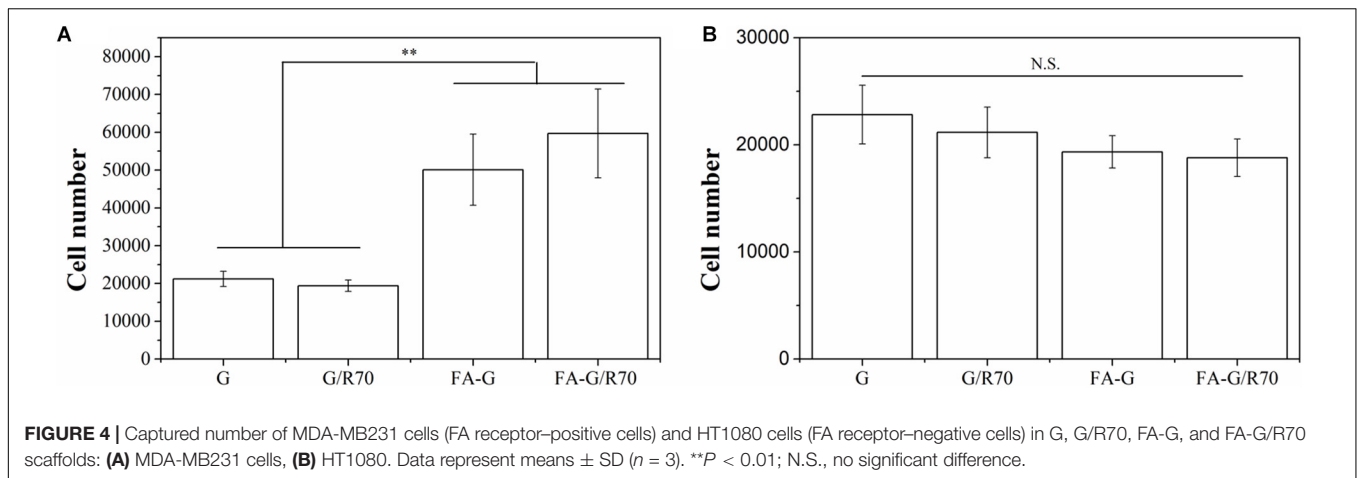 A
80000
70000
60000
50000
40000
30000
20000
10000
0
Cell number
**
G G/R70 FA-G FA-G/R70
B
30000
20000
10000
0
Cell number
N.S.
G G/R70 FA-G FA-G/R70
FIGURE 4 | Captured number of MDA-MB231 cells (FA receptor–positive cells) and HT1080 cells (FA receptor–negative cells) in G, G/R70, FA-G, and FA-G/R70
scaffolds: (A) MDA-MB231 cells, (B) HT1080. Data represent means ± SD (n = 3). **P < 0.01; N.S., no significant difference.